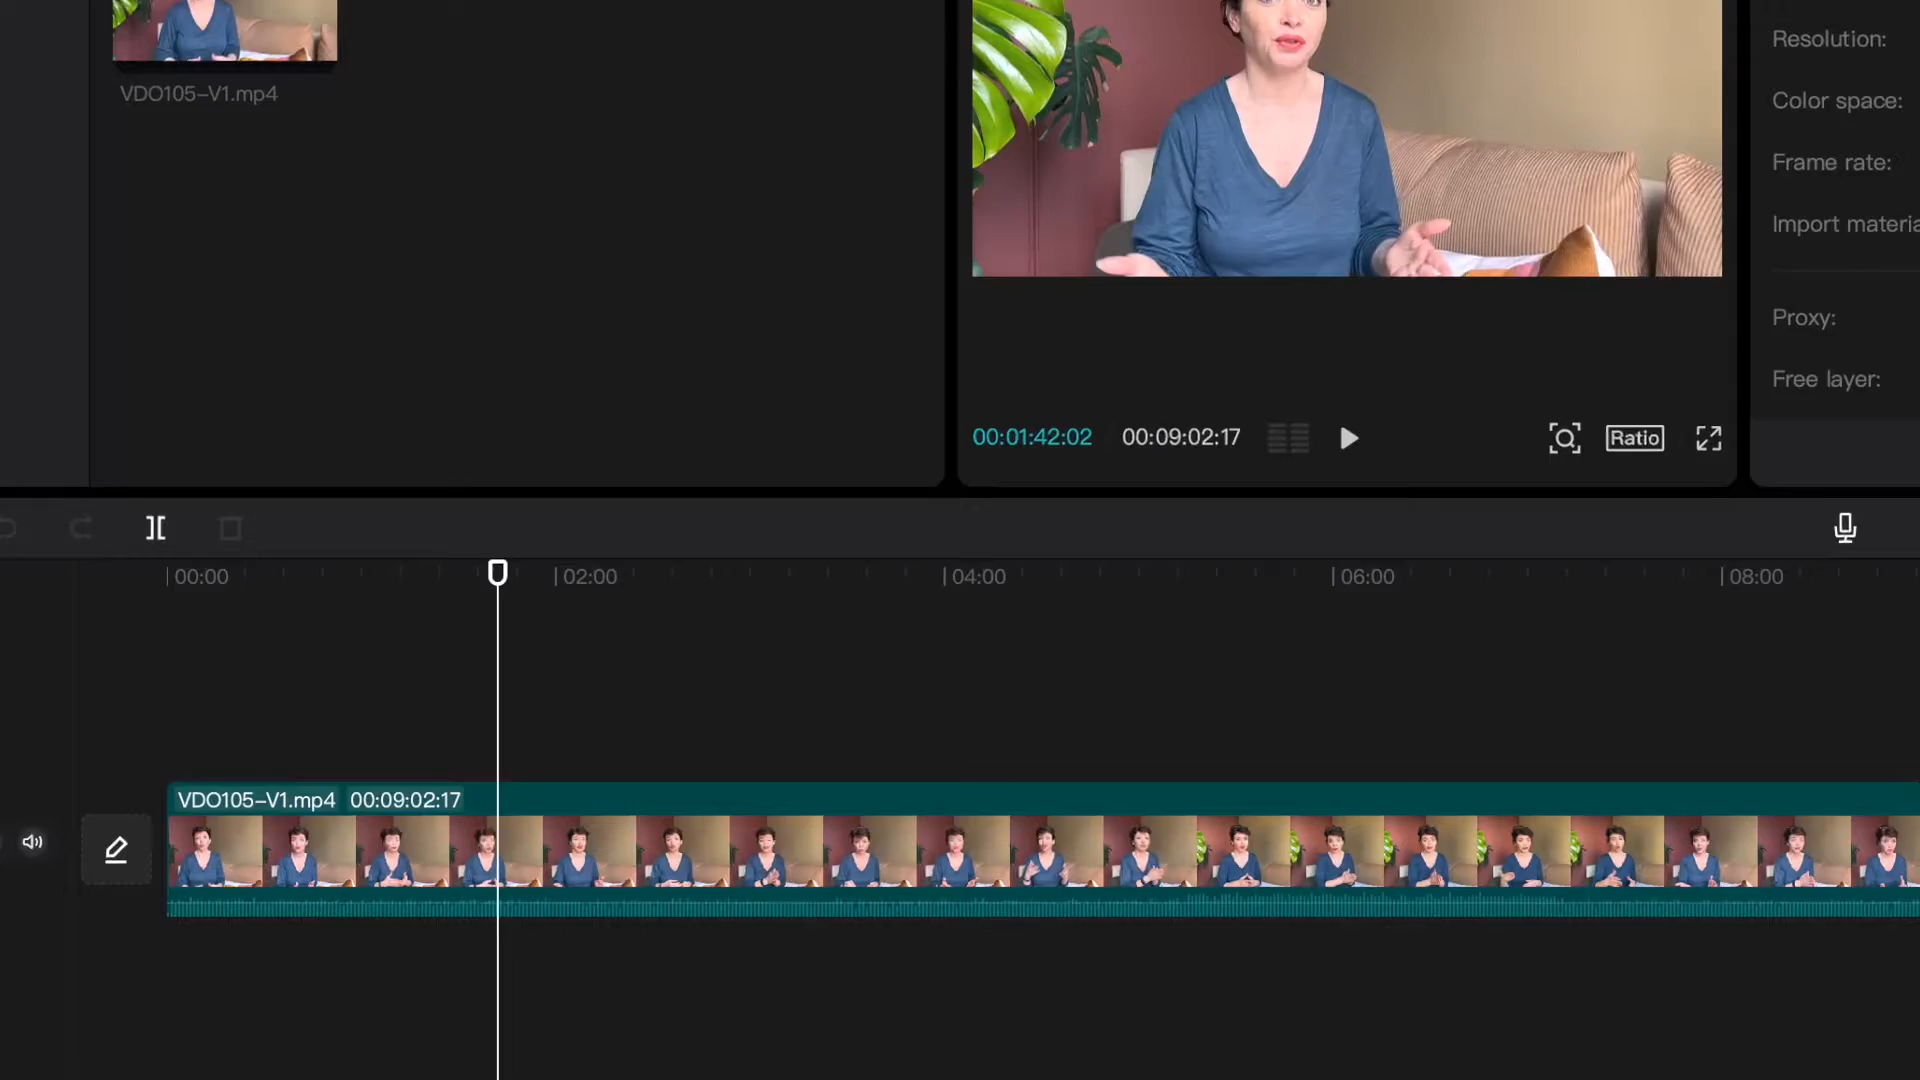 VDO105-V1.mp4
Resolution:
Color space:
Frame rate:
Import materia
Proxy:
Free layer:
00:01:42:02 00:09:02:17 Ratio
00:00 02:00 04:00 06:00 08:00
VDO105-V1.mp4 00:09:02:17